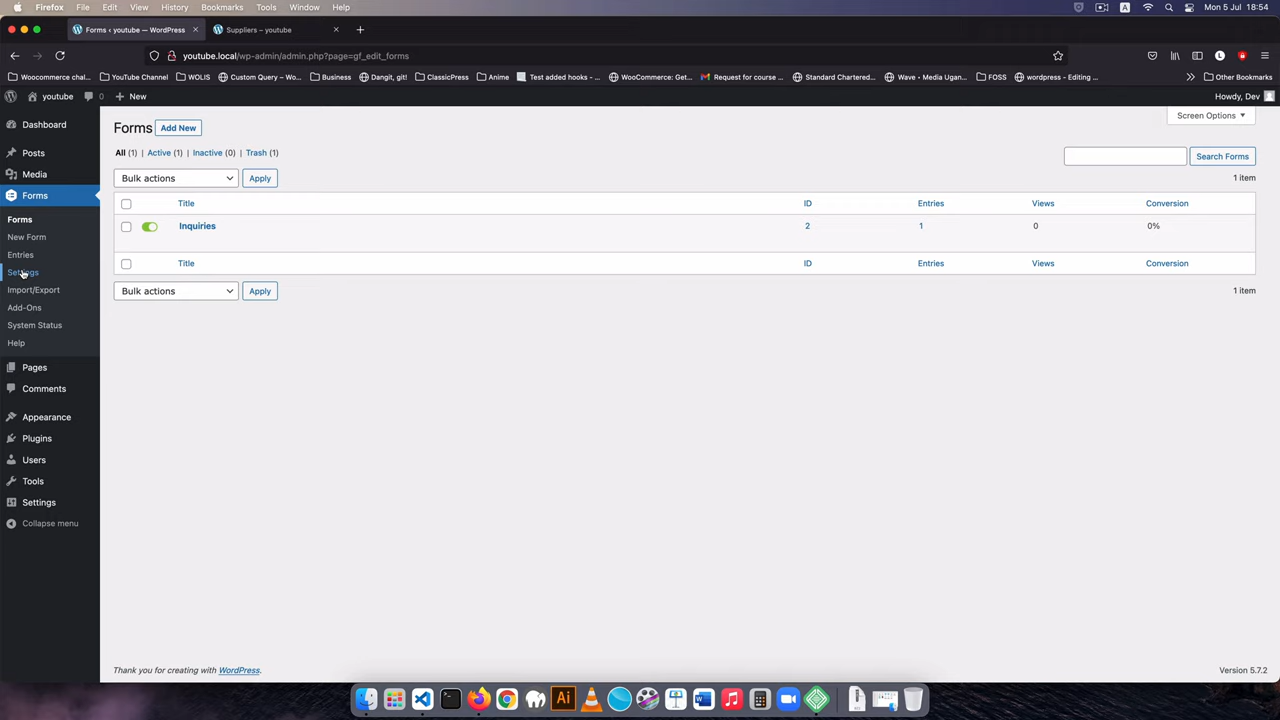 Firefox File Edit View History Bookmarks Tools Window Help A Mon 5 Jul 18:54
Forms ‹ youtube — WordPress Suppliers – youtube
youtube.local/wp-admin/admin.php?page=gf_edit_forms
Woocommerce chal... YouTube Channel WOLIS Custom Query – Wo... Business Dangit, git! ClassicPress Anime Test added hooks - ... WooCommerce: Get... Request for course ... Standard Chartered... Wave • Media Ugan... FOSS wordpress - Editing ... Other Bookmarks
youtube 0 New Howdy, Dev
Dashboard
Posts
Media
Forms
Forms
New Form
Entries
Settings
Import/Export
Add-Ons
System Status
Help
Pages
Comments
Appearance
Plugins
Users
Tools
Settings
Collapse menu
Screen Options
Forms Add New
All (1) | Active (1) | Inactive (0) | Trash (1)
Search Forms
Bulk actions Apply 1 item
Title ID Entries Views Conversion
Inquiries 2 1 0 0%
Title ID Entries Views Conversion
Bulk actions Apply 1 item
Thank you for creating with WordPress. Version 5.7.2
Ai
W